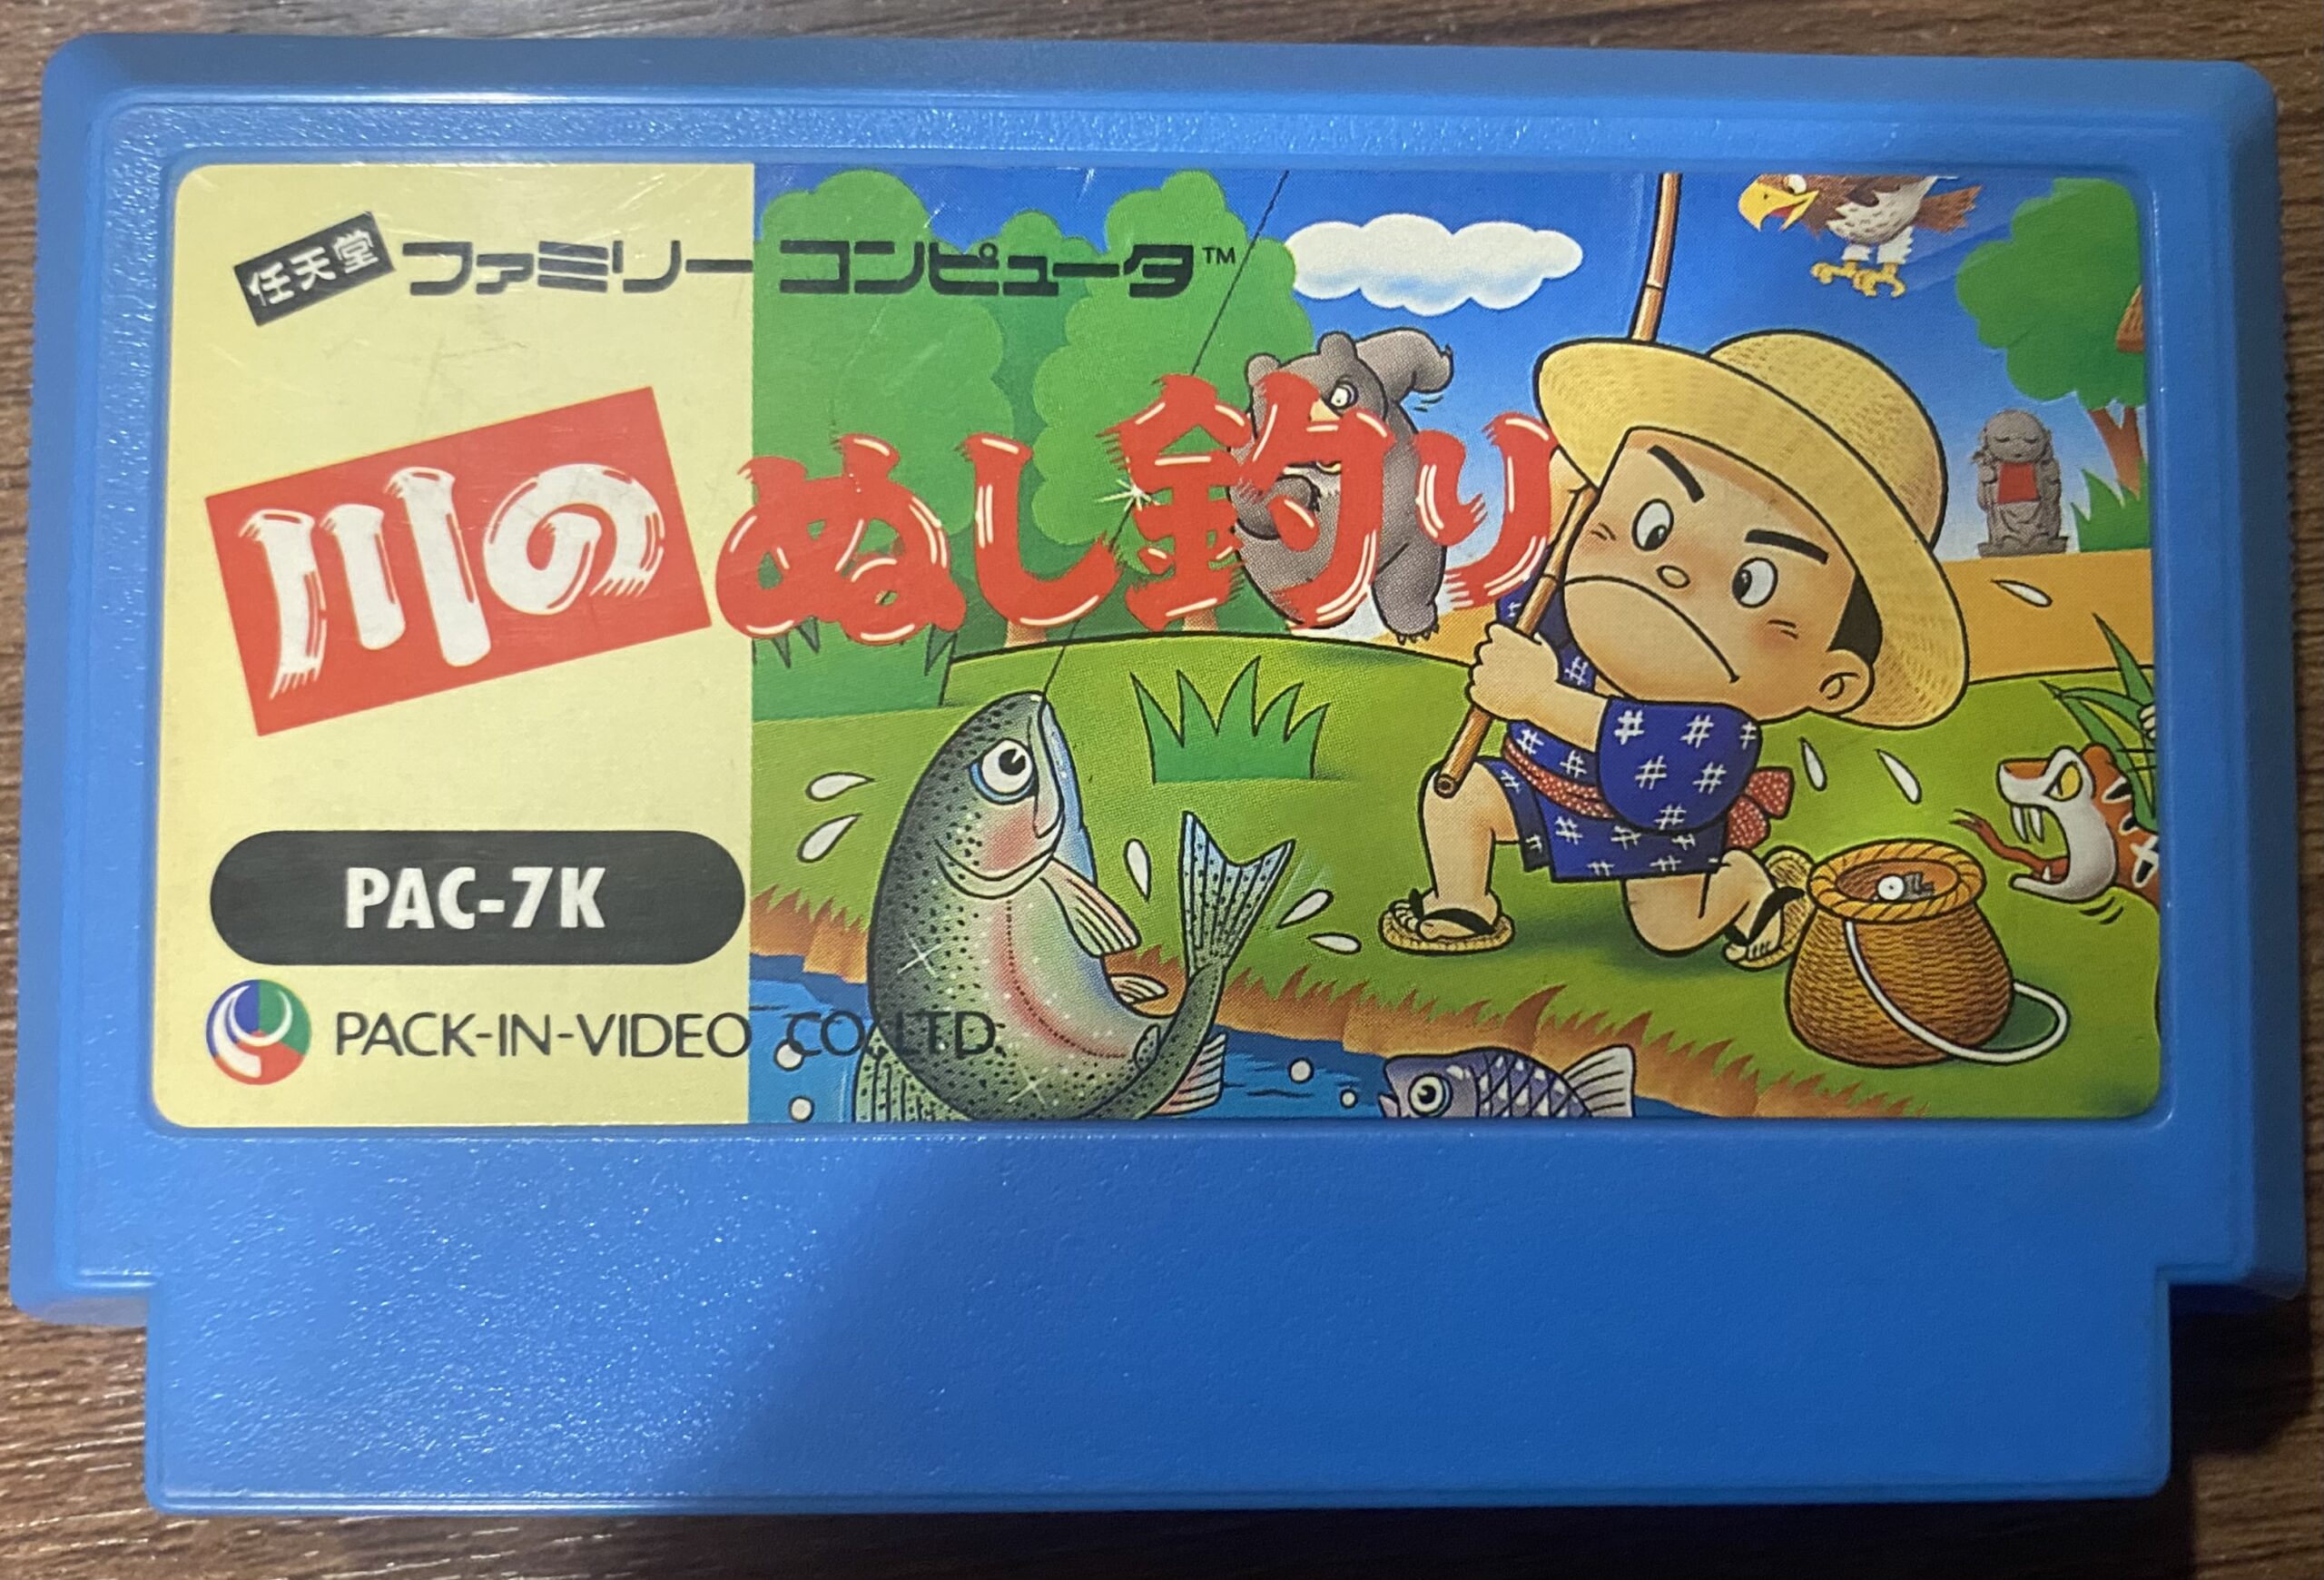 任天堂 ファミリーコンピュータ™
川のぬし釣り
PAC-7K
PACK-IN-VIDEO CO., LTD.